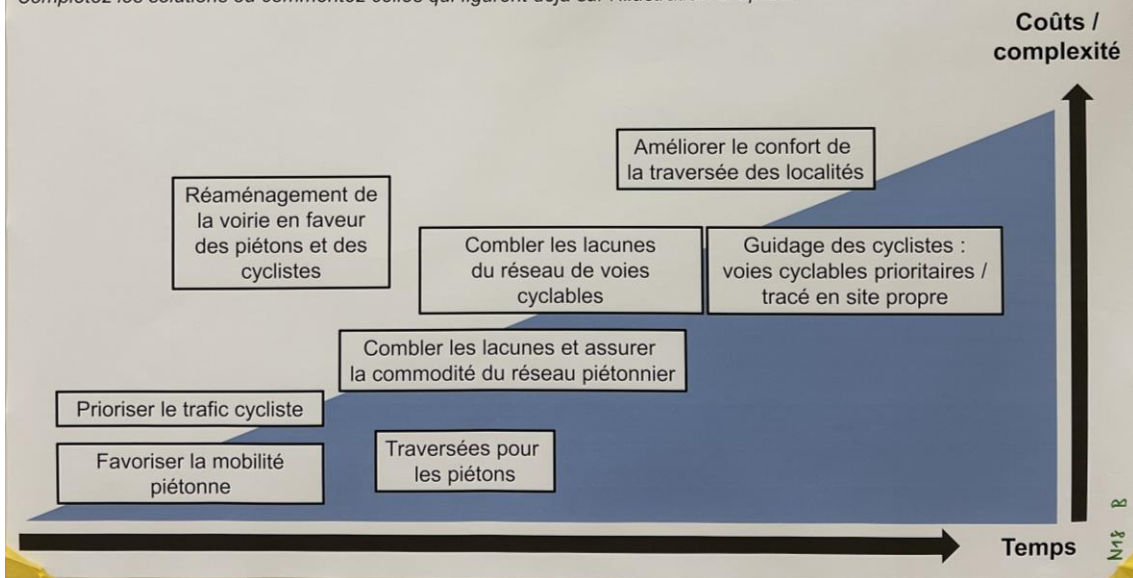 Coûts /
complexité
Améliorer le confort de
la traversée des localités
Réaménagement de
la voirie en faveur
des piétons et des
cyclistes
Combler les lacunes
du réseau de voies
cyclables
Guidage des cyclistes :
voies cyclables prioritaires /
tracé en site propre
Combler les lacunes et assurer
la commodité du réseau piétonnier
Prioriser le trafic cycliste
Favoriser la mobilité
piétonne
Traversées pour
les piétons
Temps
N18 B